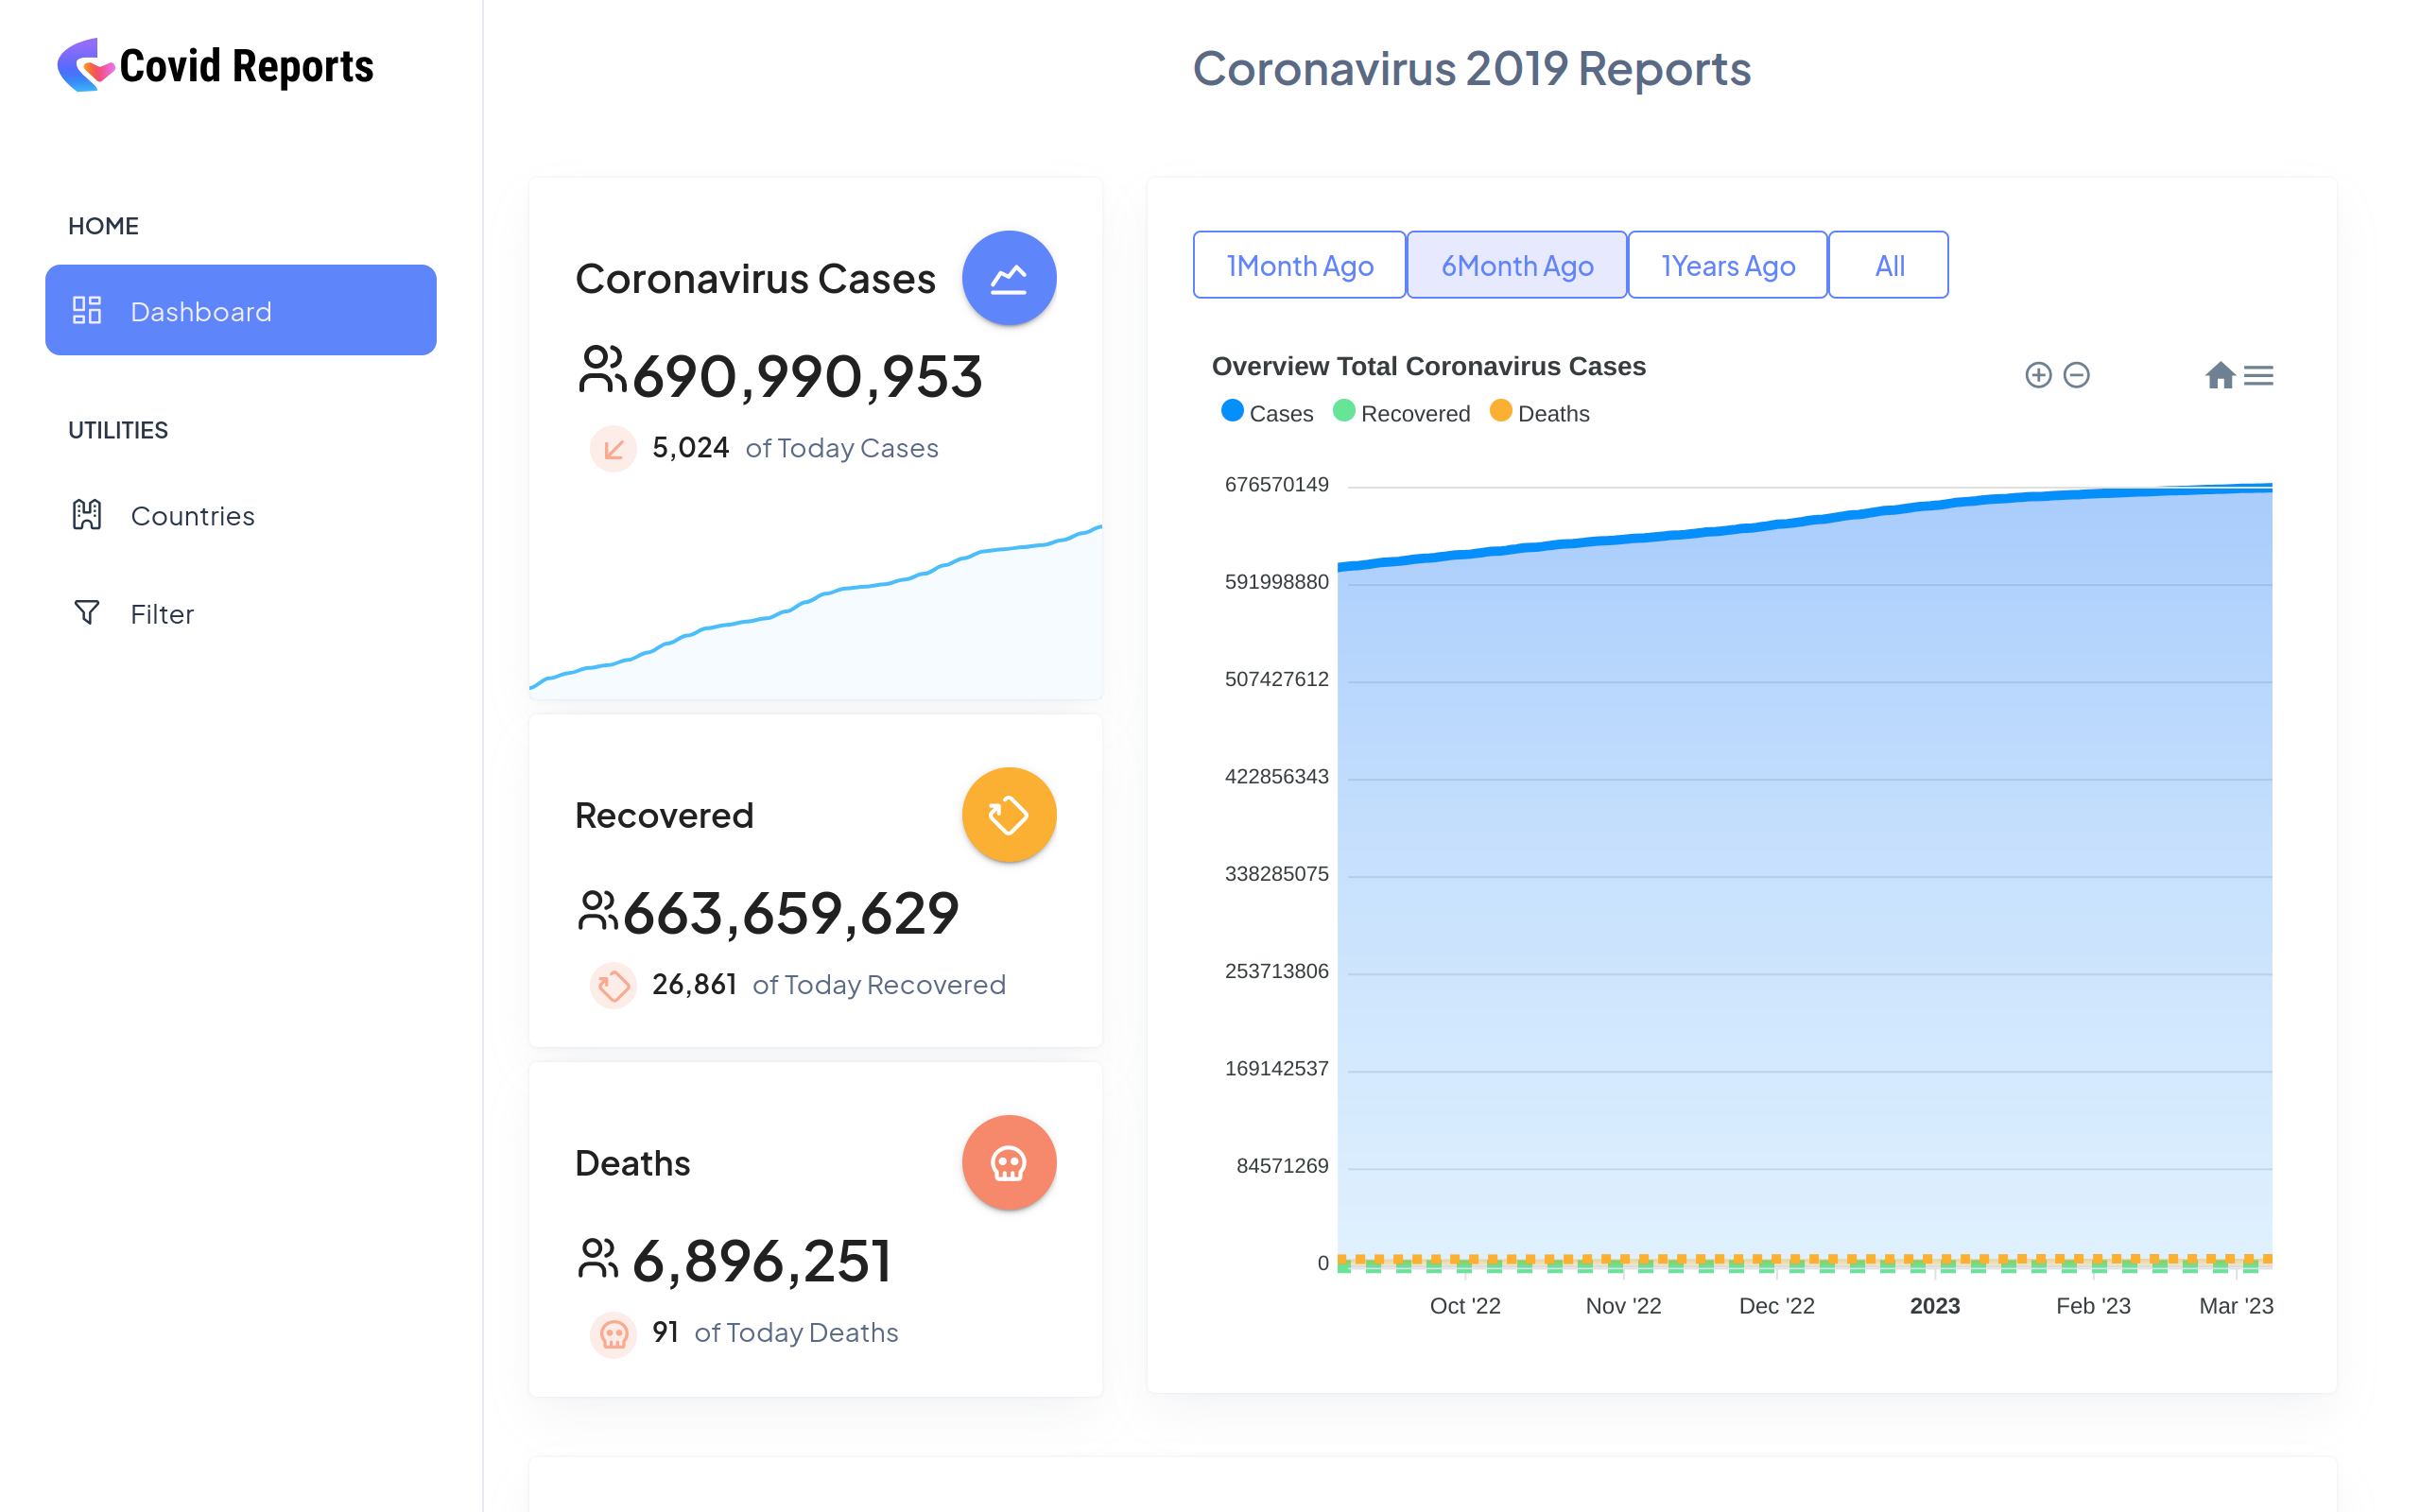 Covid Reports
HOME
Dashboard
UTILITIES
Countries
Filter
Coronavirus 2019 Reports
Coronavirus Cases
690,990,953
5,024 of Today Cases
Recovered
663,659,629
26,861 of Today Recovered
Deaths
6,896,251
91 of Today Deaths
1Month Ago 6Month Ago 1Years Ago All
Overview Total Coronavirus Cases
Cases Recovered Deaths
676570149
591998880
507427612
422856343
338285075
253713806
169142537
84571269
0
Oct '22 Nov '22 Dec '22 2023 Feb '23 Mar '23